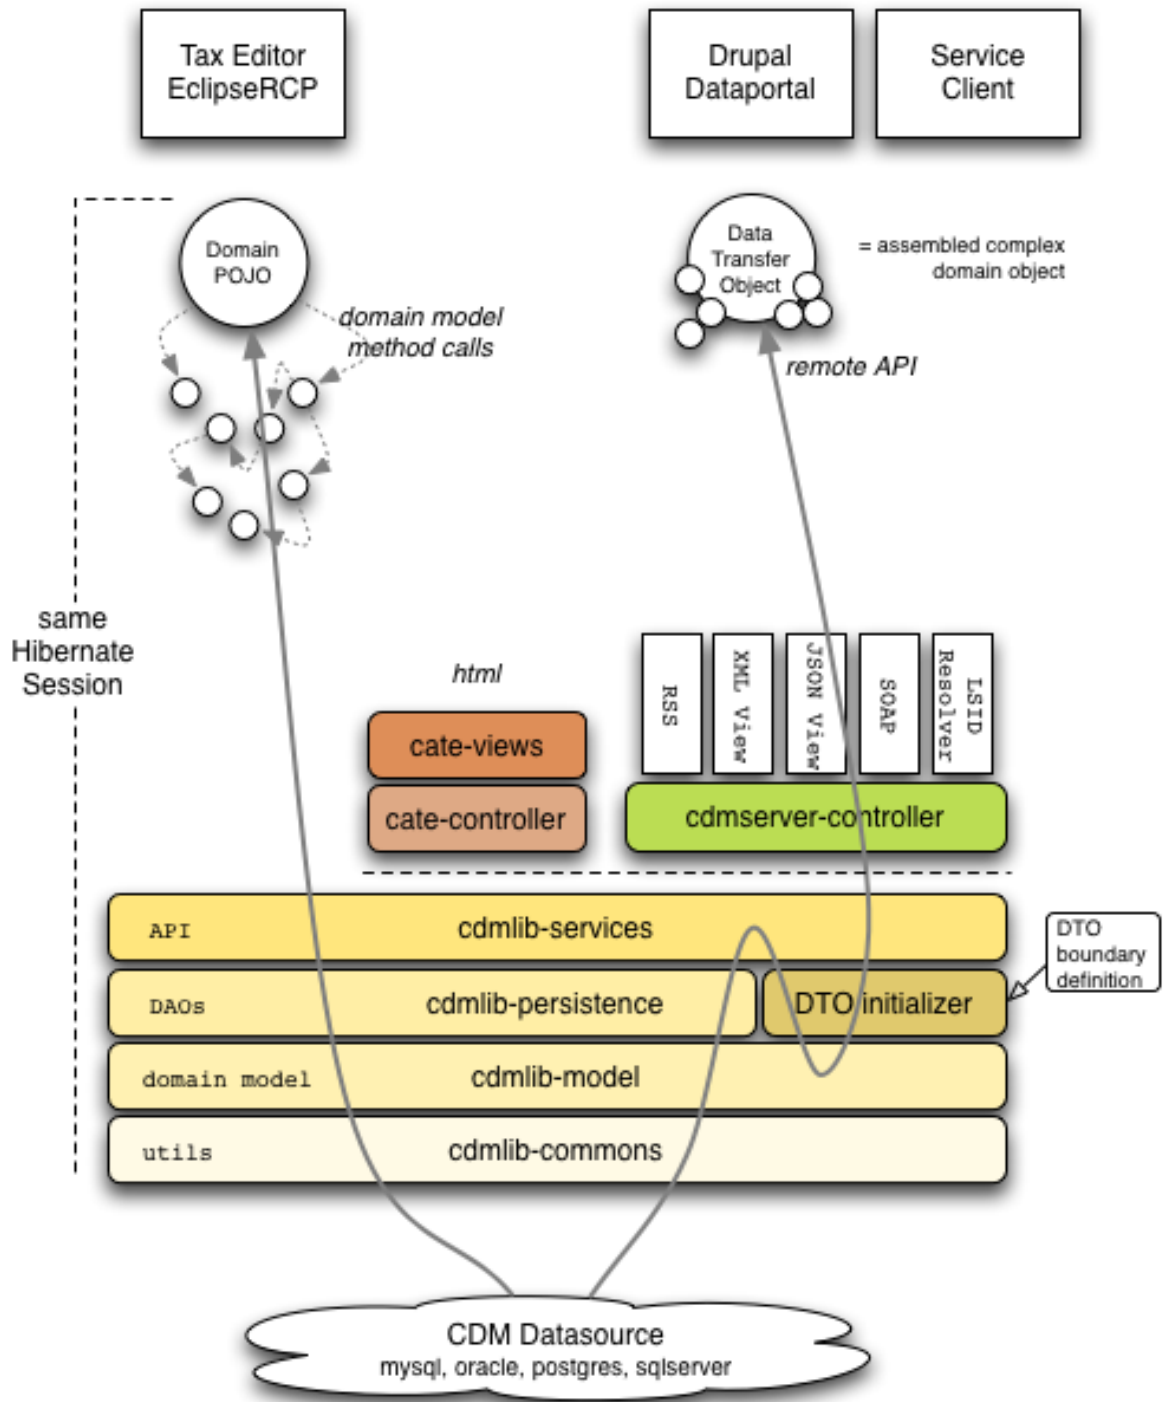 Tax Editor
EclipseRCP
Drupal
Dataportal
Service
Client
Domain
POJO
domain model
method calls
Data
Transfer
Object
= assembled complex
domain object
remote API
same
Hibernate
Session
html
RSS
XML View
JSON View
SOAP
LSID
Resolver
cate-views
cate-controller
cdmserver-controller
API
cdmlib-services
DAOs
cdmlib-persistence
DTO initializer
DTO
boundary
definition
domain model
cdmlib-model
utils
cdmlib-commons
CDM Datasource
mysql, oracle, postgres, sqlserver